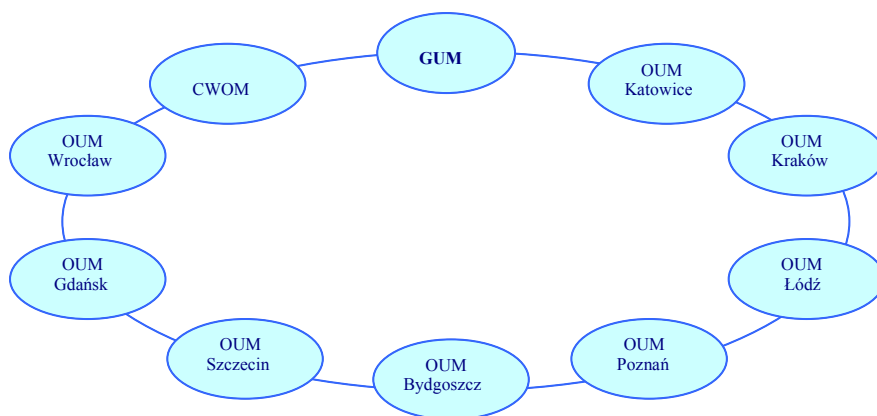 GUM
OUM
Katowice
CWOM
OUM
Wrocław
OUM
Kraków
OUM
Gdańsk
OUM
Łódź
OUM
Szczecin
OUM
Bydgoszcz
OUM
Poznań